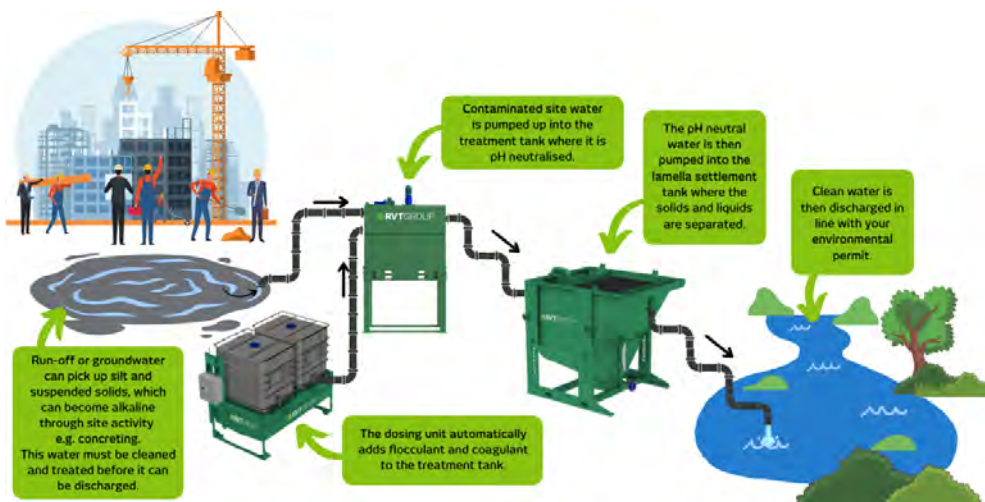 Contaminated site water
is pumped up into the
treatment tank where it is
pH neutralised.
The pH neutral
water is then
pumped into the
lamella settlement
tank where the
solids and liquids
are separated.
Clean water is
then discharged in
line with your
environmental
permit.
RVTGROUP
Run-off or groundwater
can pick up silt and
suspended solids, which
can become alkaline
through site activity
e.g. concreting.
This water must be cleaned
and treated before it can
be discharged.
The dosing unit automatically
adds flocculant and coagulant
to the treatment tank.